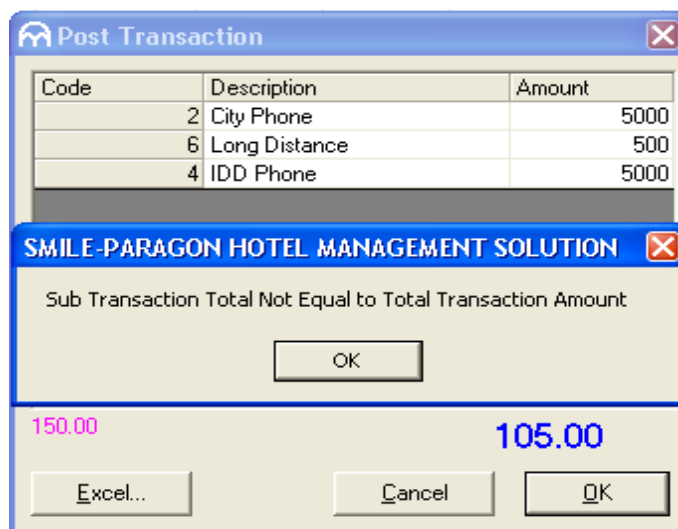 Post Transaction
Code Description Amount
2 City Phone 5000
6 Long Distance 500
4 IDD Phone 5000
SMILE-PARAGON HOTEL MANAGEMENT SOLUTION
Sub Transaction Total Not Equal to Total Transaction Amount
OK
150.00 105.00
Excel... Cancel OK